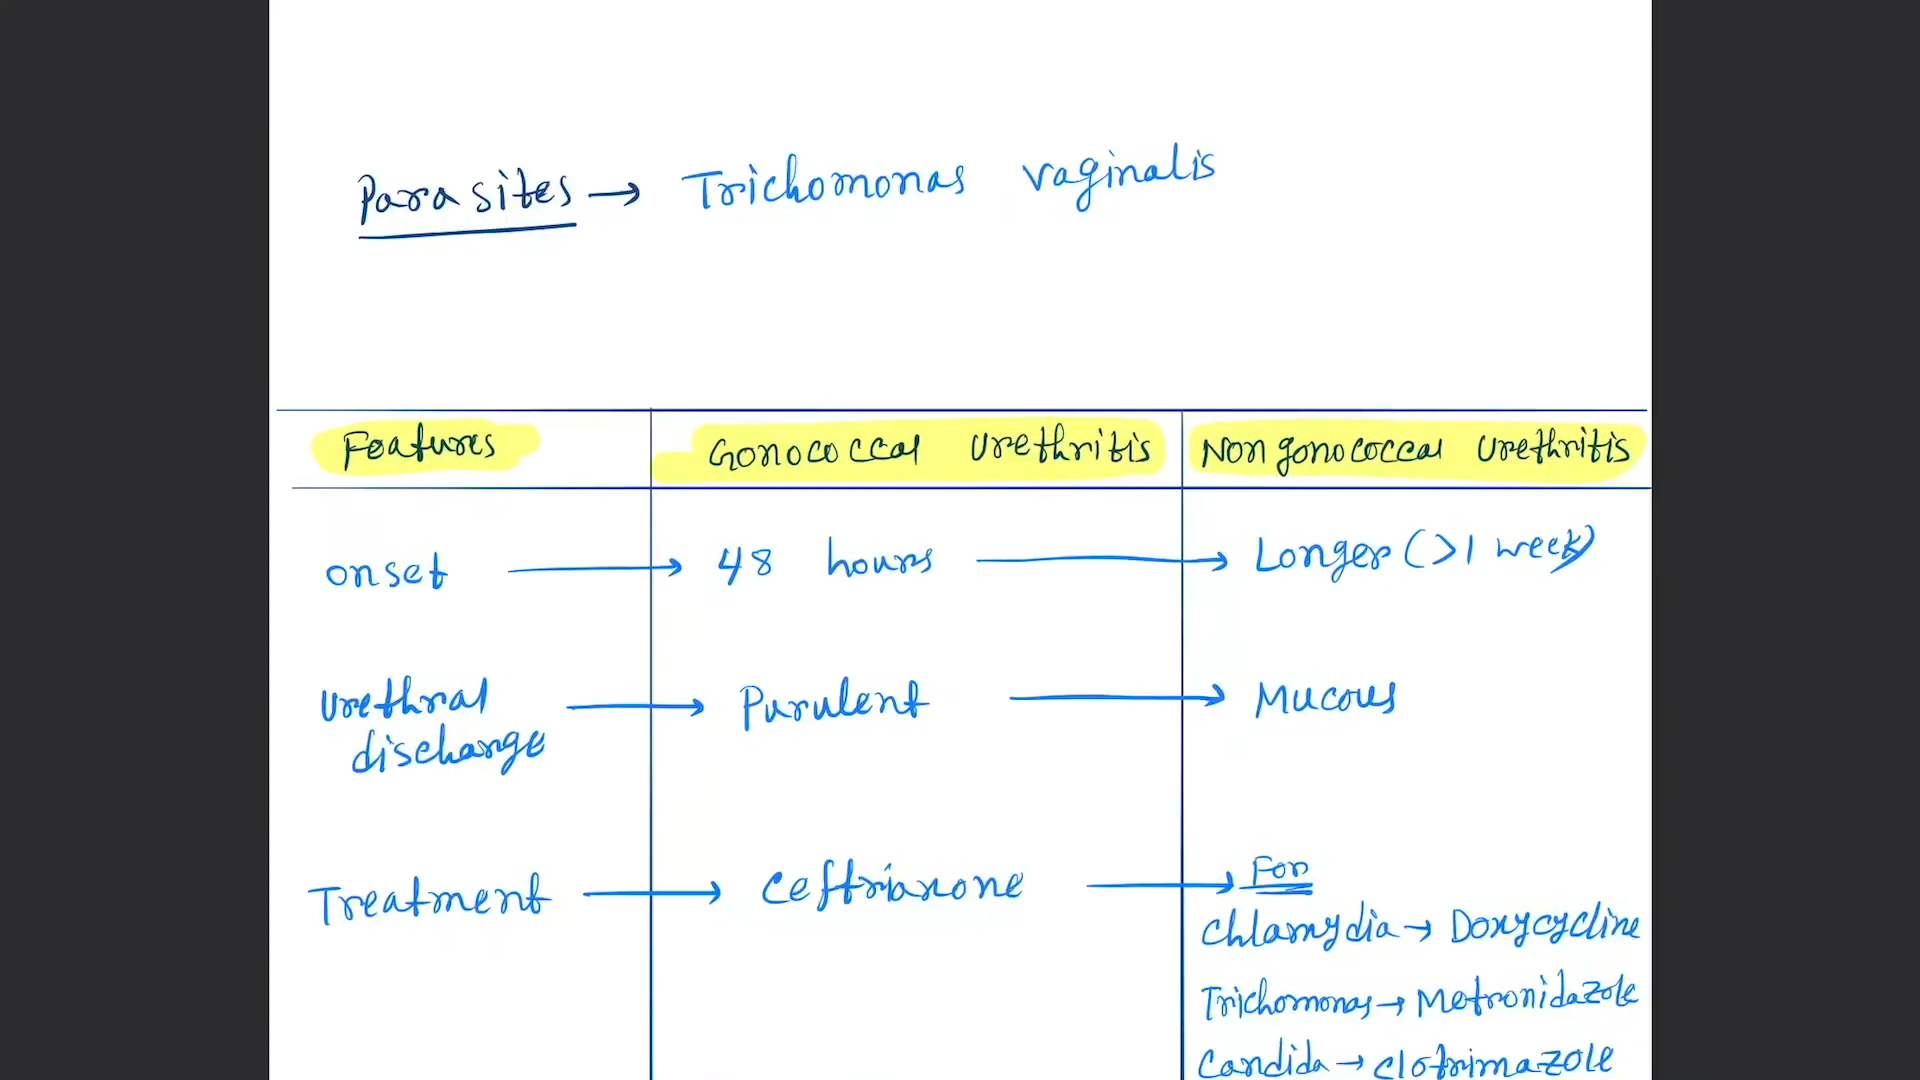 Parasites → Trichomonas vaginalis
Features Gonococcal Urethritis Non gonococcal Urethritis
onset → 48 hours → Longer (>1 week)
Urethral discharge → Purulent → Mucous
Treatment → Ceftriaxone → For
Chlamydia → Doxycycline
Trichomonas → Metronidazole
Candida → Clotrimazole